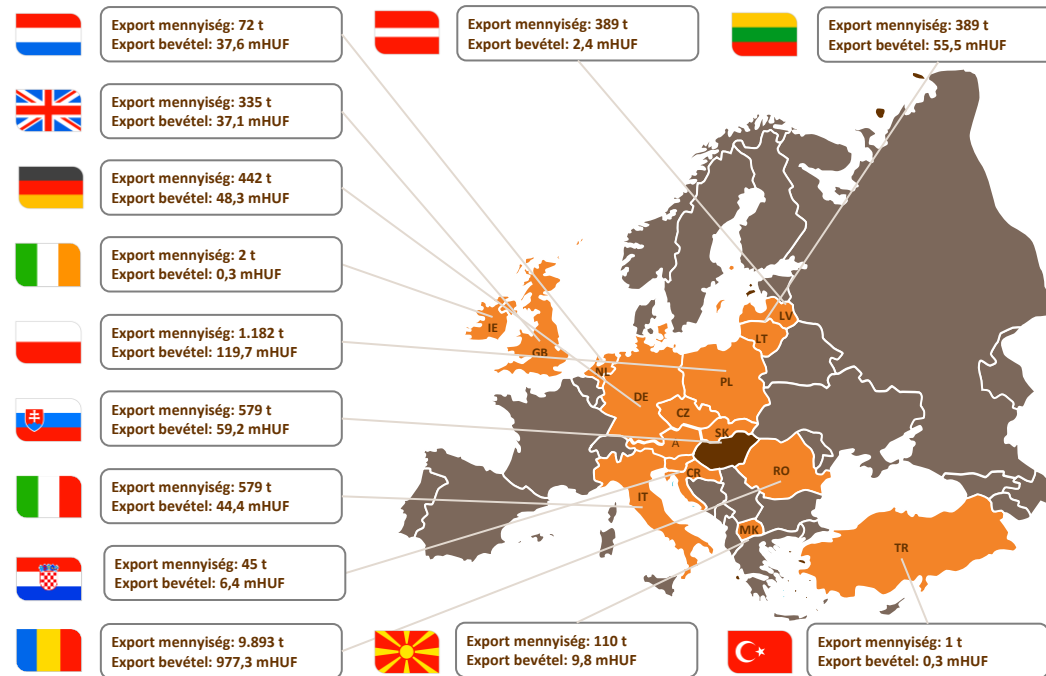 Export mennyiség: 72 t
Export bevétel: 37,6 mHUF
Export mennyiség: 389 t
Export bevétel: 2,4 mHUF
Export mennyiség: 389 t
Export bevétel: 55,5 mHUF
Export mennyiség: 335 t
Export bevétel: 37,1 mHUF
Export mennyiség: 442 t
Export bevétel: 48,3 mHUF
Export mennyiség: 2 t
Export bevétel: 0,3 mHUF
Export mennyiség: 1.182 t
Export bevétel: 119,7 mHUF
Export mennyiség: 579 t
Export bevétel: 59,2 mHUF
Export mennyiség: 579 t
Export bevétel: 44,4 mHUF
Export mennyiség: 45 t
Export bevétel: 6,4 mHUF
Export mennyiség: 9.893 t
Export bevétel: 977,3 mHUF
Export mennyiség: 110 t
Export bevétel: 9,8 mHUF
Export mennyiség: 1 t
Export bevétel: 0,3 mHUF
LV
IE
LT
GB
NL
PL
DE
CZ
SK
A
RO
CR
IT
MK
TR